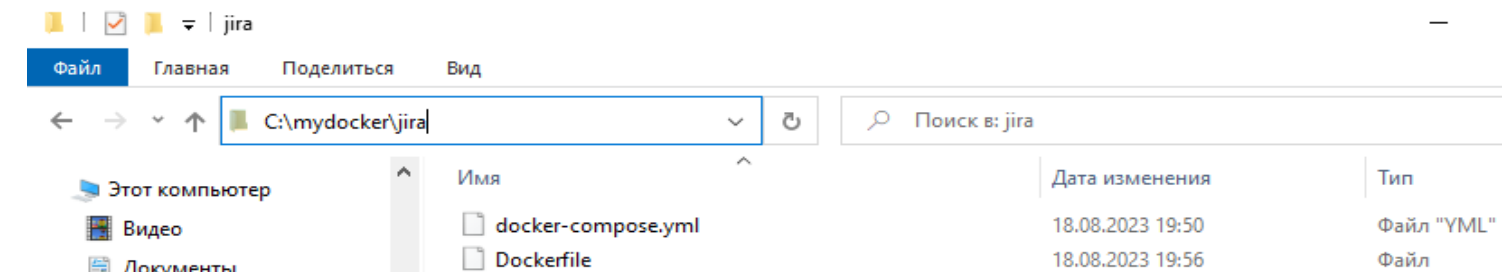 jira
Файл Главная Поделиться Вид
C:\mydocker\jira Поиск в: jira
Этот компьютер Имя Дата изменения Тип
Видео docker-compose.yml 18.08.2023 19:50 Файл "YML"
Документы Dockerfile 18.08.2023 19:56 Файл